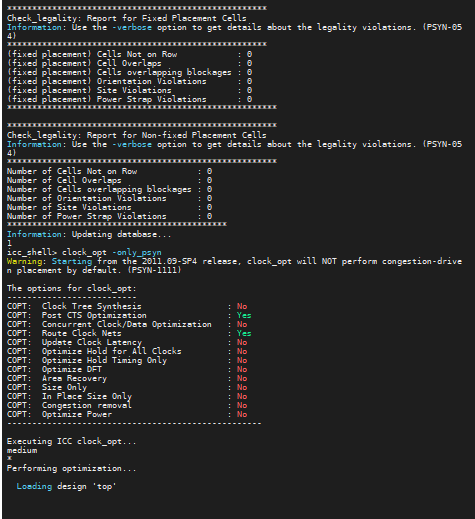 ****************************************************
Check_legality: Report for Fixed Placement Cells
Information: Use the -verbose option to get details about the legality violations. (PSYN-05
4)
****************************************************
(fixed placement) Cells Not on Row            : 0
(fixed placement) Cell Overlaps               : 0
(fixed placement) Cells overlapping blockages : 0
(fixed placement) Orientation Violations      : 0
(fixed placement) Site Violations             : 0
(fixed placement) Power Strap Violations      : 0
******************************************************
******************************************************
Check_legality: Report for Non-fixed Placement Cells
Information: Use the -verbose option to get details about the legality violations. (PSYN-05
4)
******************************************************
Number of Cells Not on Row            : 0
Number of Cell Overlaps               : 0
Number of Cells overlapping blockages : 0
Number of Orientation Violations      : 0
Number of Site Violations             : 0
Number of Power Strap Violations      : 0
********************************************
Information: Updating database...
1
icc_shell> clock_opt -only_psyn
Warning: Starting from the 2011.09-SP4 release, clock_opt will NOT perform congestion-drive
n placement by default. (PSYN-1111)
The options for clock_opt:
--------------------------
COPT:  Clock Tree Synthesis                 : No
COPT:  Post CTS Optimization                : Yes
COPT:  Concurrent Clock/Data Optimization   : No
COPT:  Route Clock Nets                     : Yes
COPT:  Update Clock Latency                 : No
COPT:  Optimize Hold for All Clocks         : No
COPT:  Optimize Hold Timing Only            : No
COPT:  Optimize DFT                         : No
COPT:  Area Recovery                        : No
COPT:  Size Only                            : No
COPT:  In Place Size Only                   : No
COPT:  Congestion removal                   : No
COPT:  Optimize Power                       : No
---------------------------------------------------
Executing ICC clock_opt...
medium
*
Performing optimization...
  Loading design 'top'